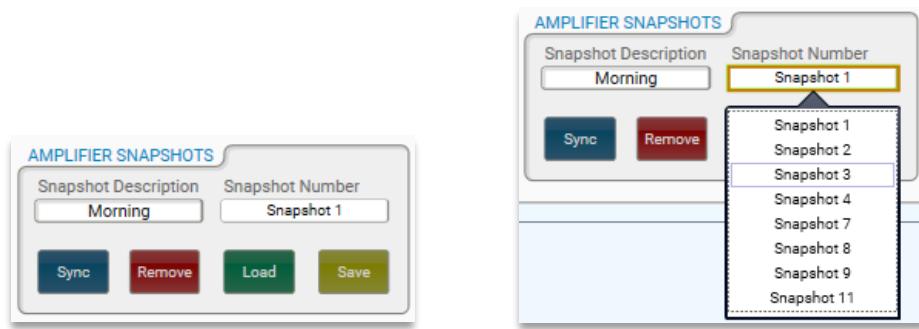 AMPLIFIER SNAPSHOTS
Snapshot Description Snapshot Number
Morning Snapshot 1
Sync Remove Load Save
AMPLIFIER SNAPSHOTS
Snapshot Description Snapshot Number
Morning Snapshot 1
Sync Remove
Snapshot 1
Snapshot 2
Snapshot 3
Snapshot 4
Snapshot 7
Snapshot 8
Snapshot 9
Snapshot 11